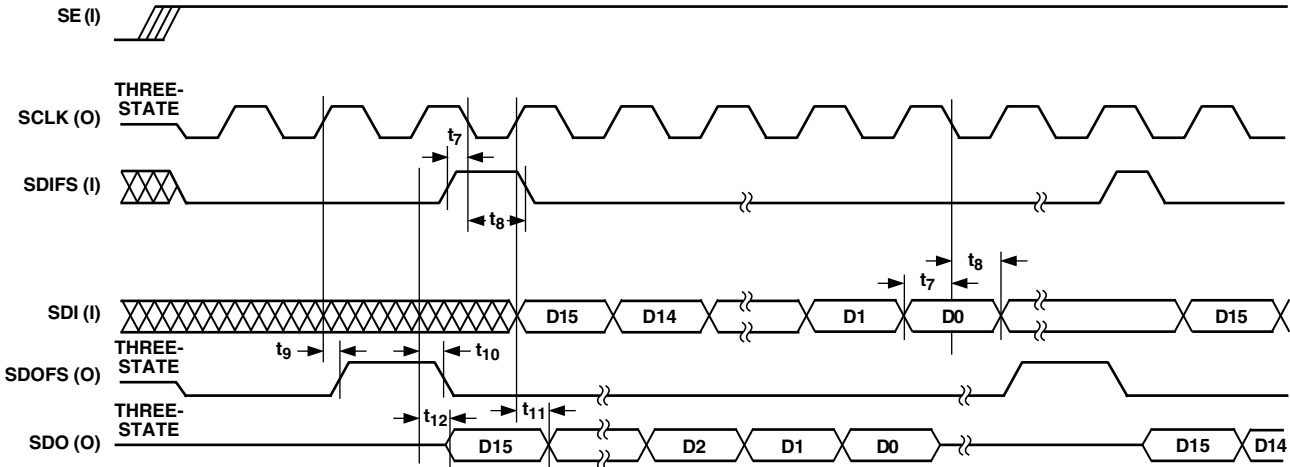 SE (I)
THREE-
STATE
SCLK (O)
t7
SDIFS (I)
t8
t8
t7
SDI (I)
D15
D14
D1
D0
D15
THREE-
STATE
t9
t10
SDOFS (O)
THREE-
STATE
t12
t11
SDO (O)
D15
D2
D1
D0
D15
D14